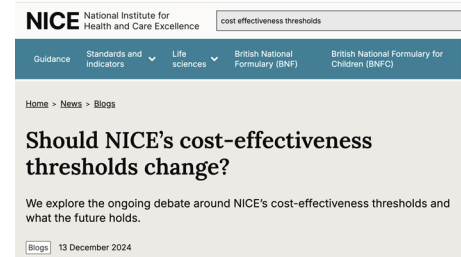 NICE National Institute for
Health and Care Excellence
cost effectiveness thresholds
Guidance
Standards and
indicators
Life
sciences
British National
Formulary (BNF)
British National Formulary for
Children (BNFC)
Home > News > Blogs
Should NICE's cost-effectiveness
thresholds change?
We explore the ongoing debate around NICE's cost-effectiveness thresholds and
what the future holds.
Blogs 13 December 2024